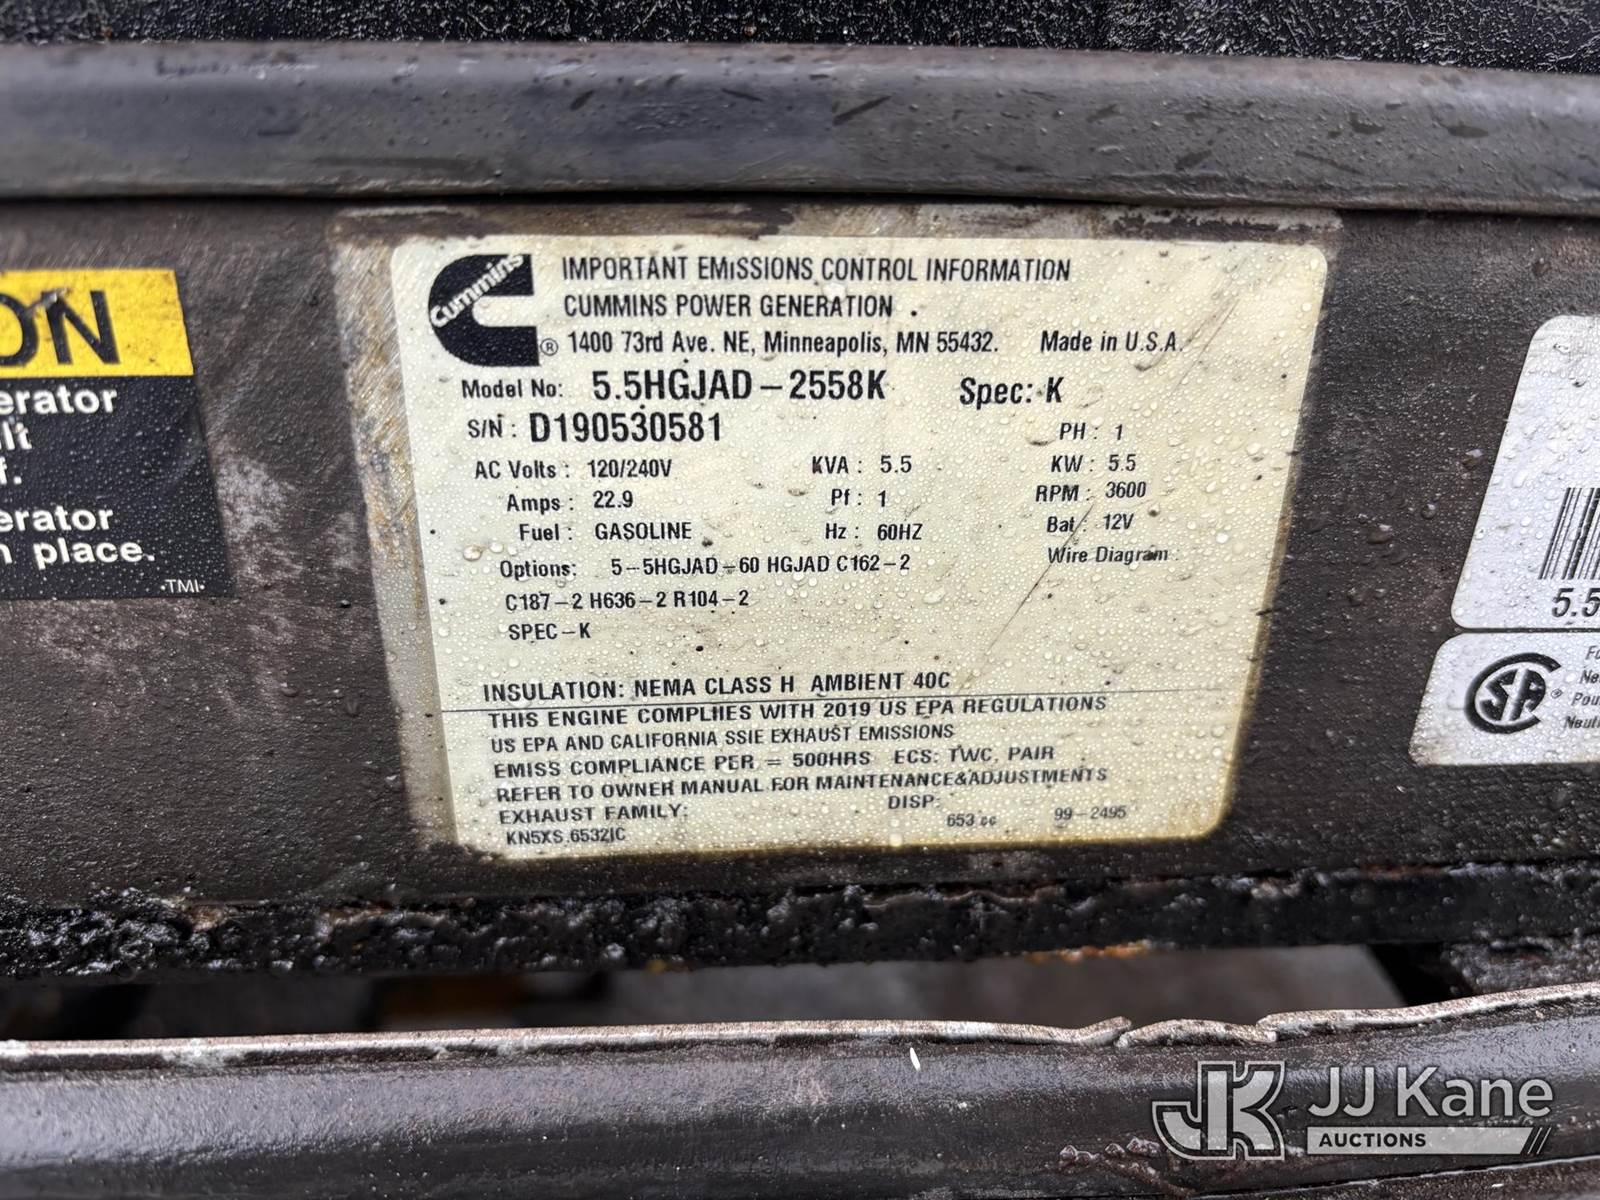 Cummins
®
IMPORTANT EMISSIONS CONTROL INFORMATION
CUMMINS POWER GENERATION
1400 73rd Ave. NE, Minneapolis, MN 55432. Made in U.S.A.
Model No: 5.5HGJAD-2558K Spec: K
S/N: D190530581 PH: 1
AC Volts: 120/240V KVA: 5.5 KW: 5.5
Amps: 22.9 Pf: 1 RPM: 3600
Fuel: GASOLINE Hz: 60HZ Bat: 12V
Options: 5-5HGJAD-60 HGJAD C162-2 Wire Diagram:
C187-2 H636-2 R104-2
SPEC-K
INSULATION: NEMA CLASS H AMBIENT 40C
THIS ENGINE COMPLIES WITH 2019 US EPA REGULATIONS
US EPA AND CALIFORNIA SSIE EXHAUST EMISSIONS
EMISS COMPLIANCE PER = 500HRS ECS: TWC, PAIR
REFER TO OWNER MANUAL FOR MAINTENANCE&ADJUSTMENTS
EXHAUST FAMILY: DISP:
KN5XS.6532IC 653 cc 99-2495
ON
erator
lt
f.
erator
n place.
·TMI·
5.5
SA®
Fo
Ne
Pou
Neut
JK JJ Kane
AUCTIONS